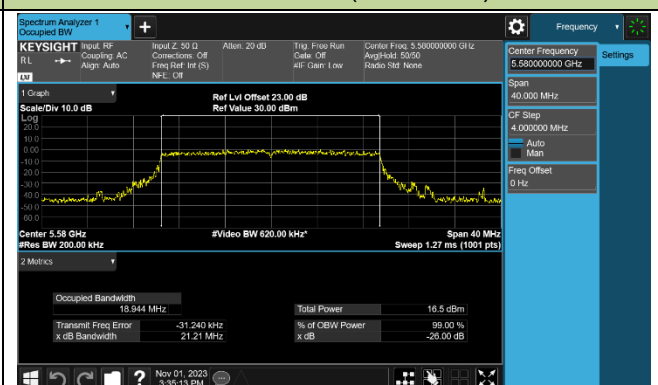 Spectrum Analyzer 1
Occupied BW
Frequency
KEYSIGHT
RL
Input: RF
Coupling: AC
Align: Auto
Input Z: 50 Ω
Corrections: Off
Freq Ref: Int (S)
NFE: Off
Atten: 20 dB
Trig: Free Run
Gate: Off
#IF Gain: Low
Center Freq: 5.580000000 GHz
Avg|Hold: 50/50
Radio Std: None
Center Frequency
5.580000000 GHz
Settings
Span
40.000 MHz
CF Step
4.000000 MHz
Auto
Man
Freq Offset
0 Hz
1 Graph
Scale/Div 10.0 dB
Ref Lvl Offset 23.00 dB
Ref Value 30.00 dBm
Log
20.0
10.0
0.00
-10.0
-20.0
-30.0
-40.0
-50.0
-60.0
Center 5.58 GHz
#Video BW 620.00 kHz*
Span 40 MHz
#Res BW 200.00 kHz
Sweep 1.27 ms (1001 pts)
2 Metrics
Occupied Bandwidth
18.944 MHz
Total Power
16.5 dBm
Transmit Freq Error
-31.240 kHz
% of OBW Power
99.00 %
x dB Bandwidth
21.21 MHz
x dB
-26.00 dB
?
Nov 01, 2023
3:35:13 PM